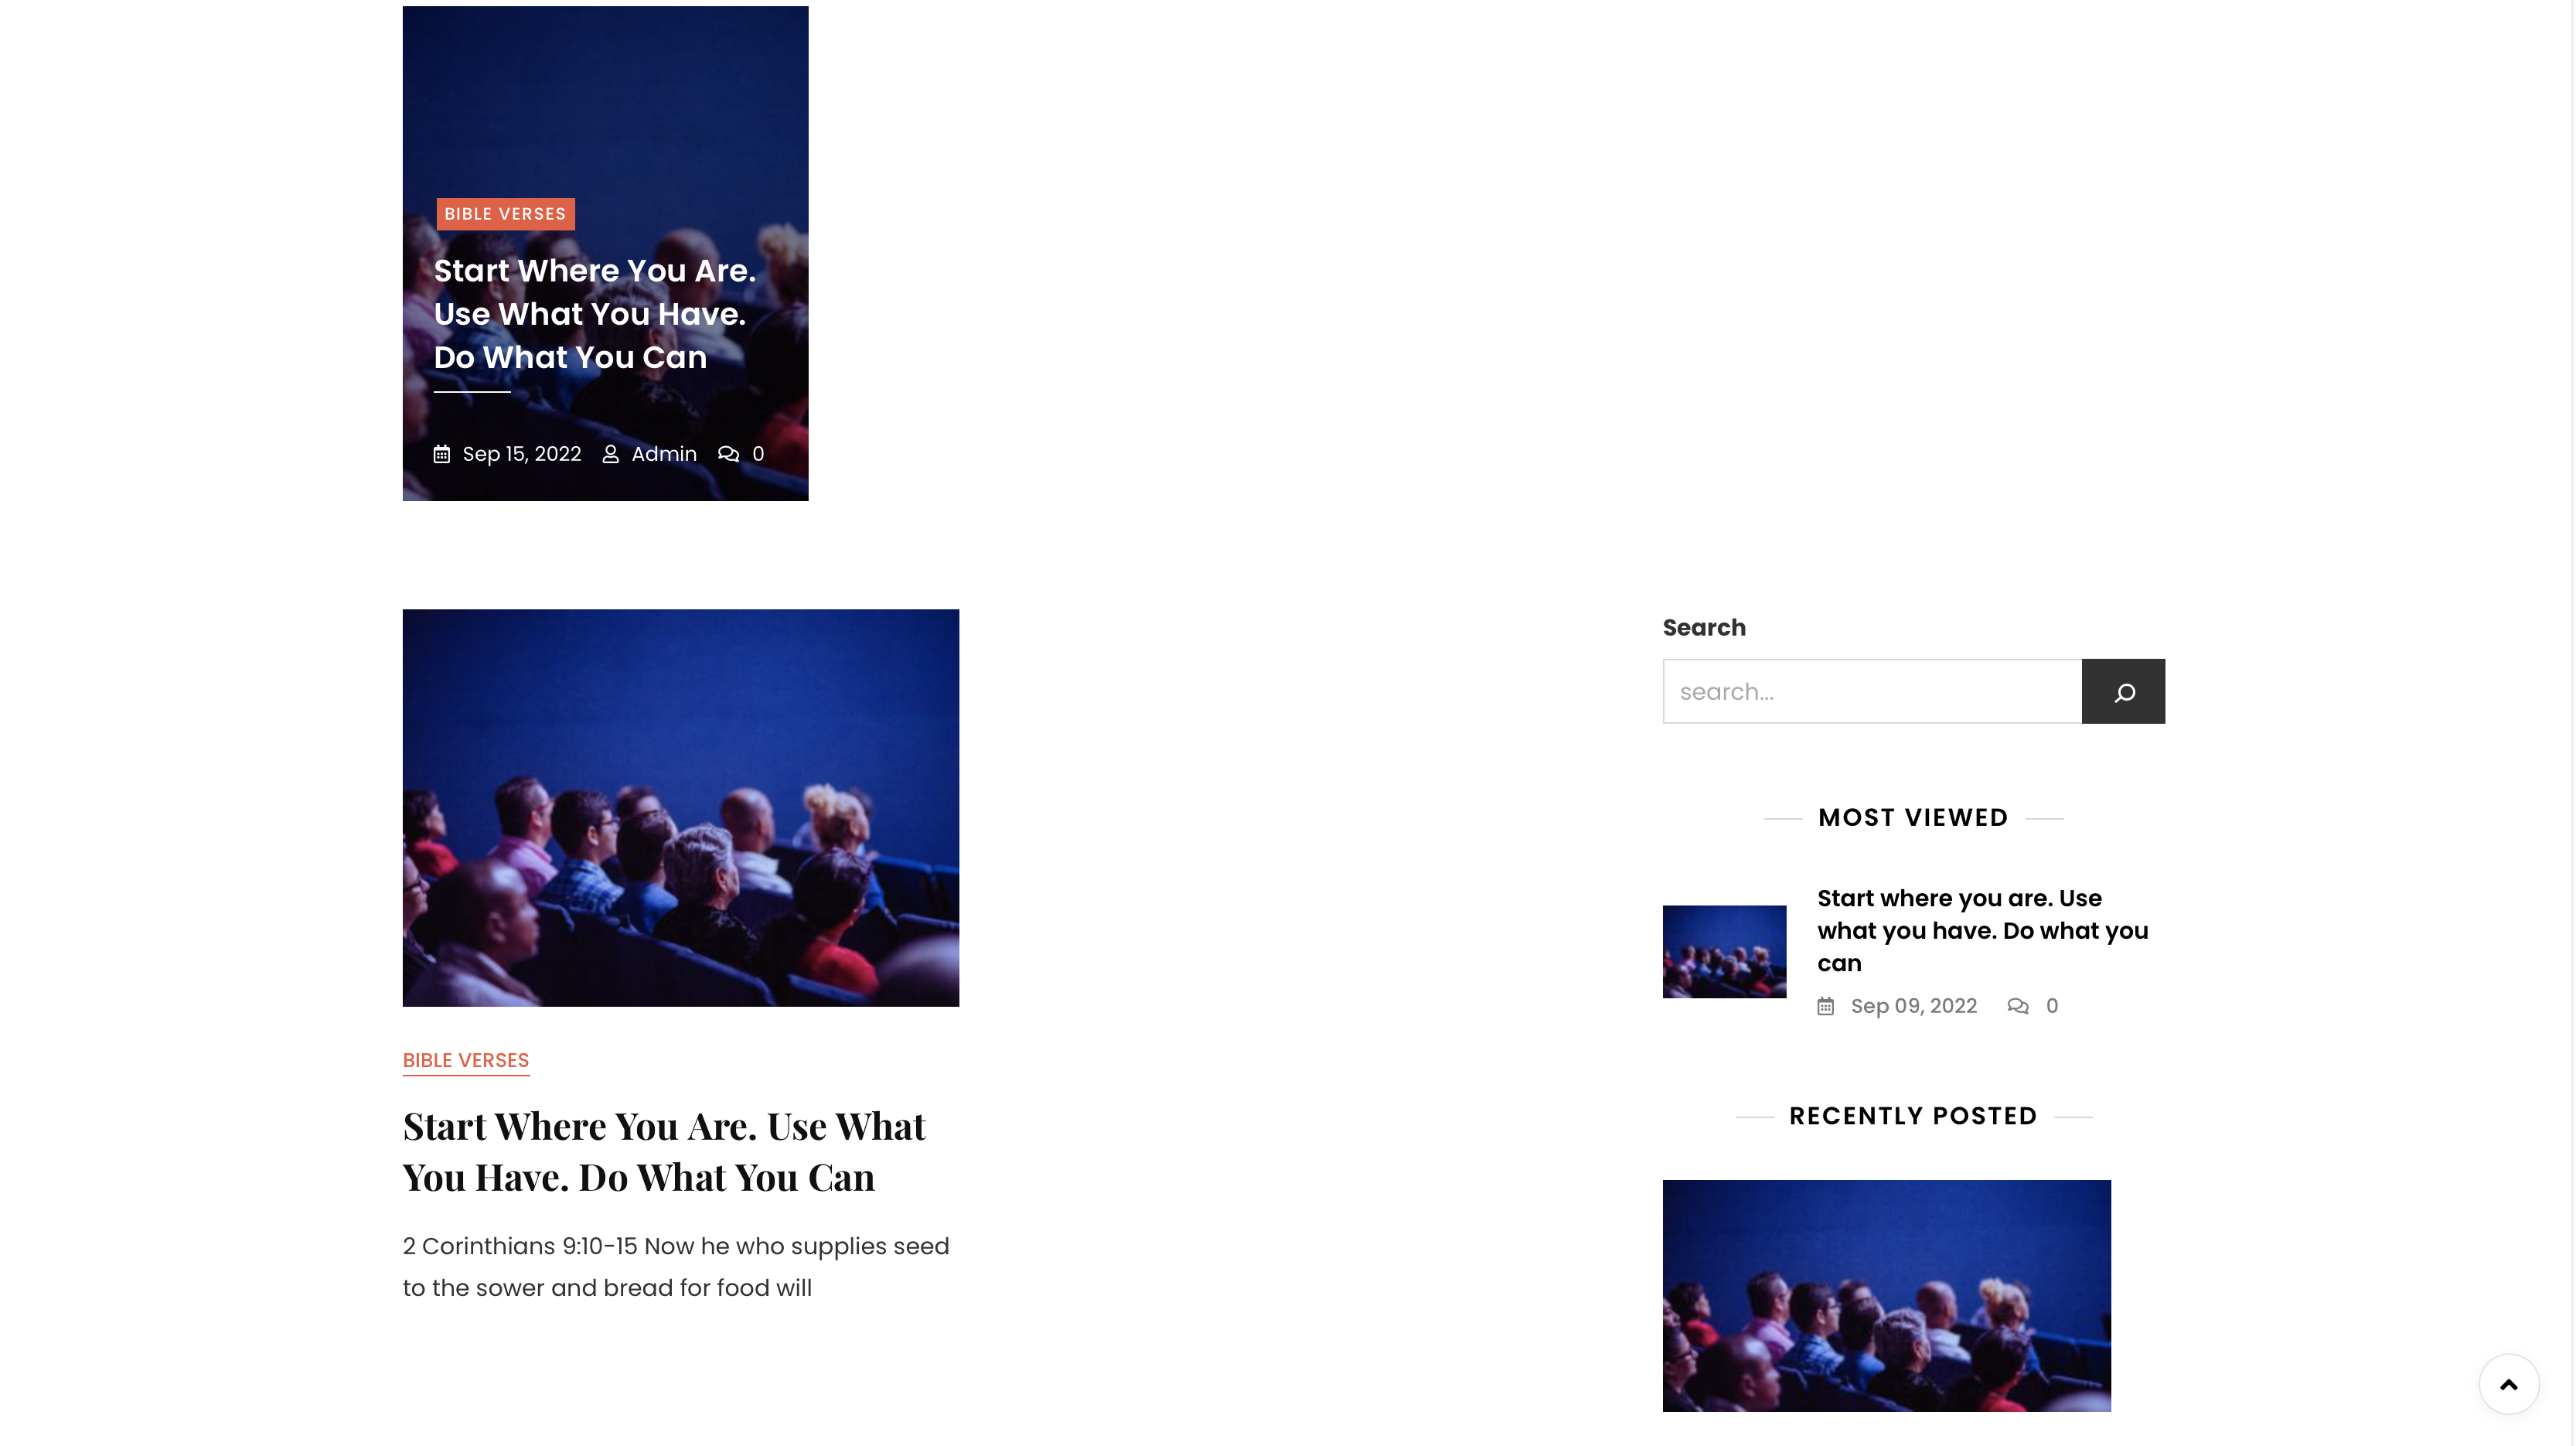 BIBLE VERSES
Start Where You Are.
Use What You Have.
Do What You Can
Sep 15, 2022 Admin 0
BIBLE VERSES
Start Where You Are. Use What
You Have. Do What You Can
2 Corinthians 9:10-15 Now he who supplies seed
to the sower and bread for food will
Search
search...
MOST VIEWED
Start where you are. Use
what you have. Do what you
can
Sep 09, 2022 0
RECENTLY POSTED